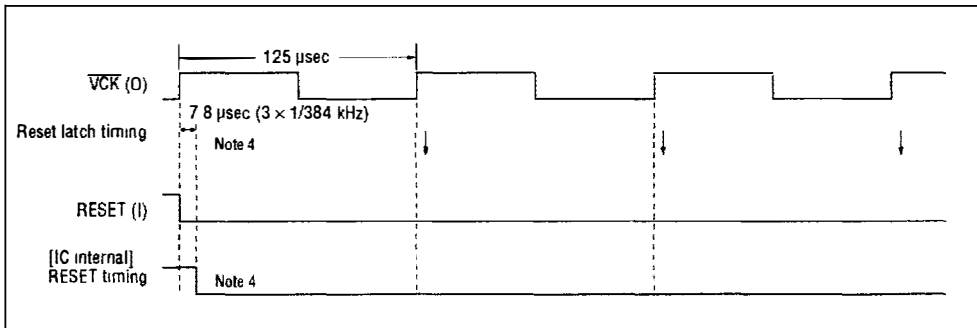 125 μsec
VCK (O)
7 8 μsec (3 × 1/384 kHz)
Reset latch timing
Note 4
RESET (I)
[IC internal]
RESET timing
Note 4